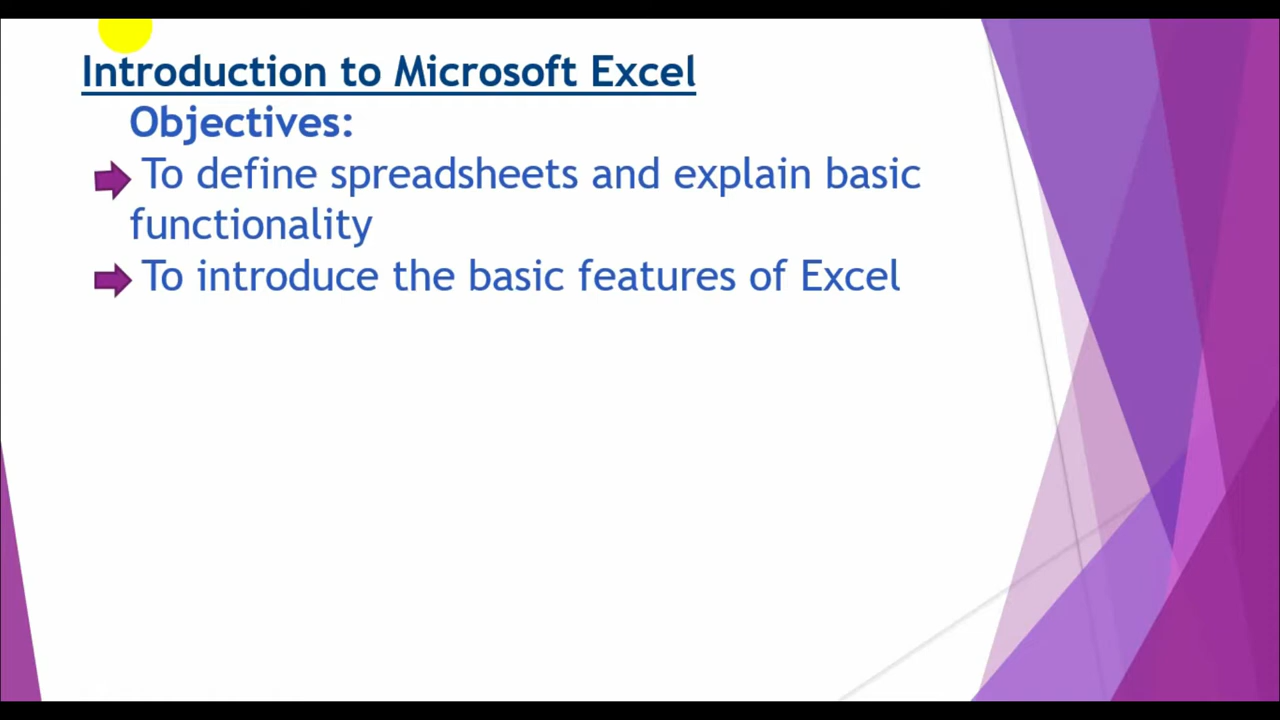 Introduction to Microsoft Excel
Objectives:
To define spreadsheets and explain basic
functionality
To introduce the basic features of Excel